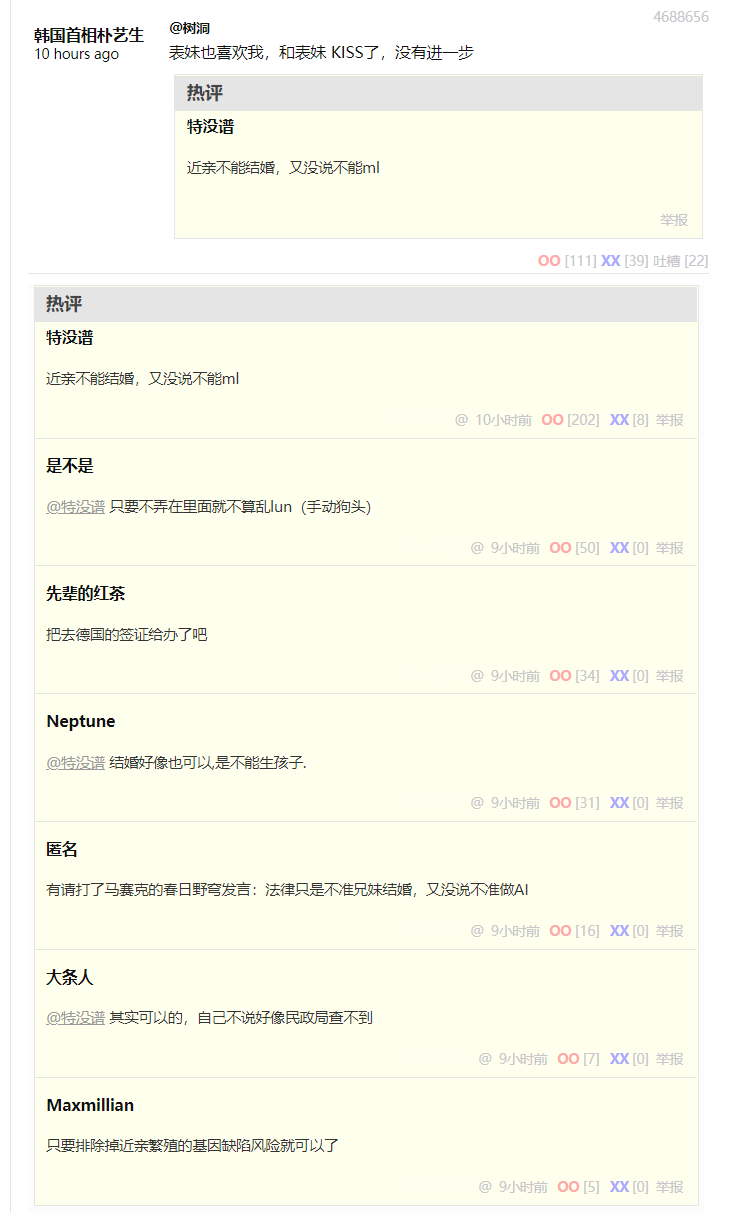 4688656
韩国首相朴艺生
10 hours ago
@树洞
表妹也喜欢我，和表妹 KISS了，没有进一步
热评
特没谱
近亲不能结婚，又没说不能ml
举报
OO [111] XX [39] 吐槽 [22]
热评
特没谱
近亲不能结婚，又没说不能ml
@ 10小时前 OO [202] XX [8] 举报
是不是
@特没谱 只要不弄在里面就不算乱lun（手动狗头）
@ 9小时前 OO [50] XX [0] 举报
先辈的红茶
把去德国的签证给办了吧
@ 9小时前 OO [34] XX [0] 举报
Neptune
@特没谱 结婚好像也可以,是不能生孩子.
@ 9小时前 OO [31] XX [0] 举报
匿名
有请打了马赛克的春日野穹发言：法律只是不准兄妹结婚，又没说不准做AI
@ 9小时前 OO [16] XX [0] 举报
大条人
@特没谱 其实可以的，自己不说好像民政局查不到
@ 9小时前 OO [7] XX [0] 举报
Maxmillian
只要排除掉近亲繁殖的基因缺陷风险就可以了
@ 9小时前 OO [5] XX [0] 举报